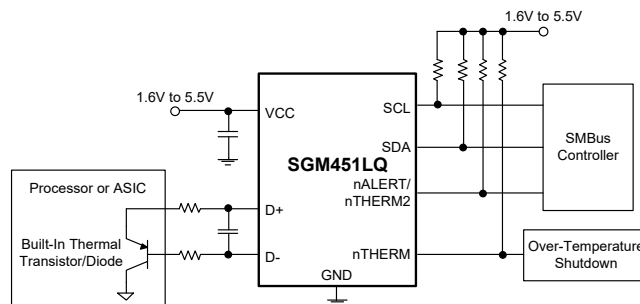 1.6V to 5.5V
1.6V to 5.5V
VCC
SCL
SDA
SGM451LQ
nALERT/
nTHERM2
SMBus
Controller
Processor or ASIC
D+
Built-In Thermal
Transistor/Diode
D-
nTHERM
Over-Temperature
Shutdown
GND